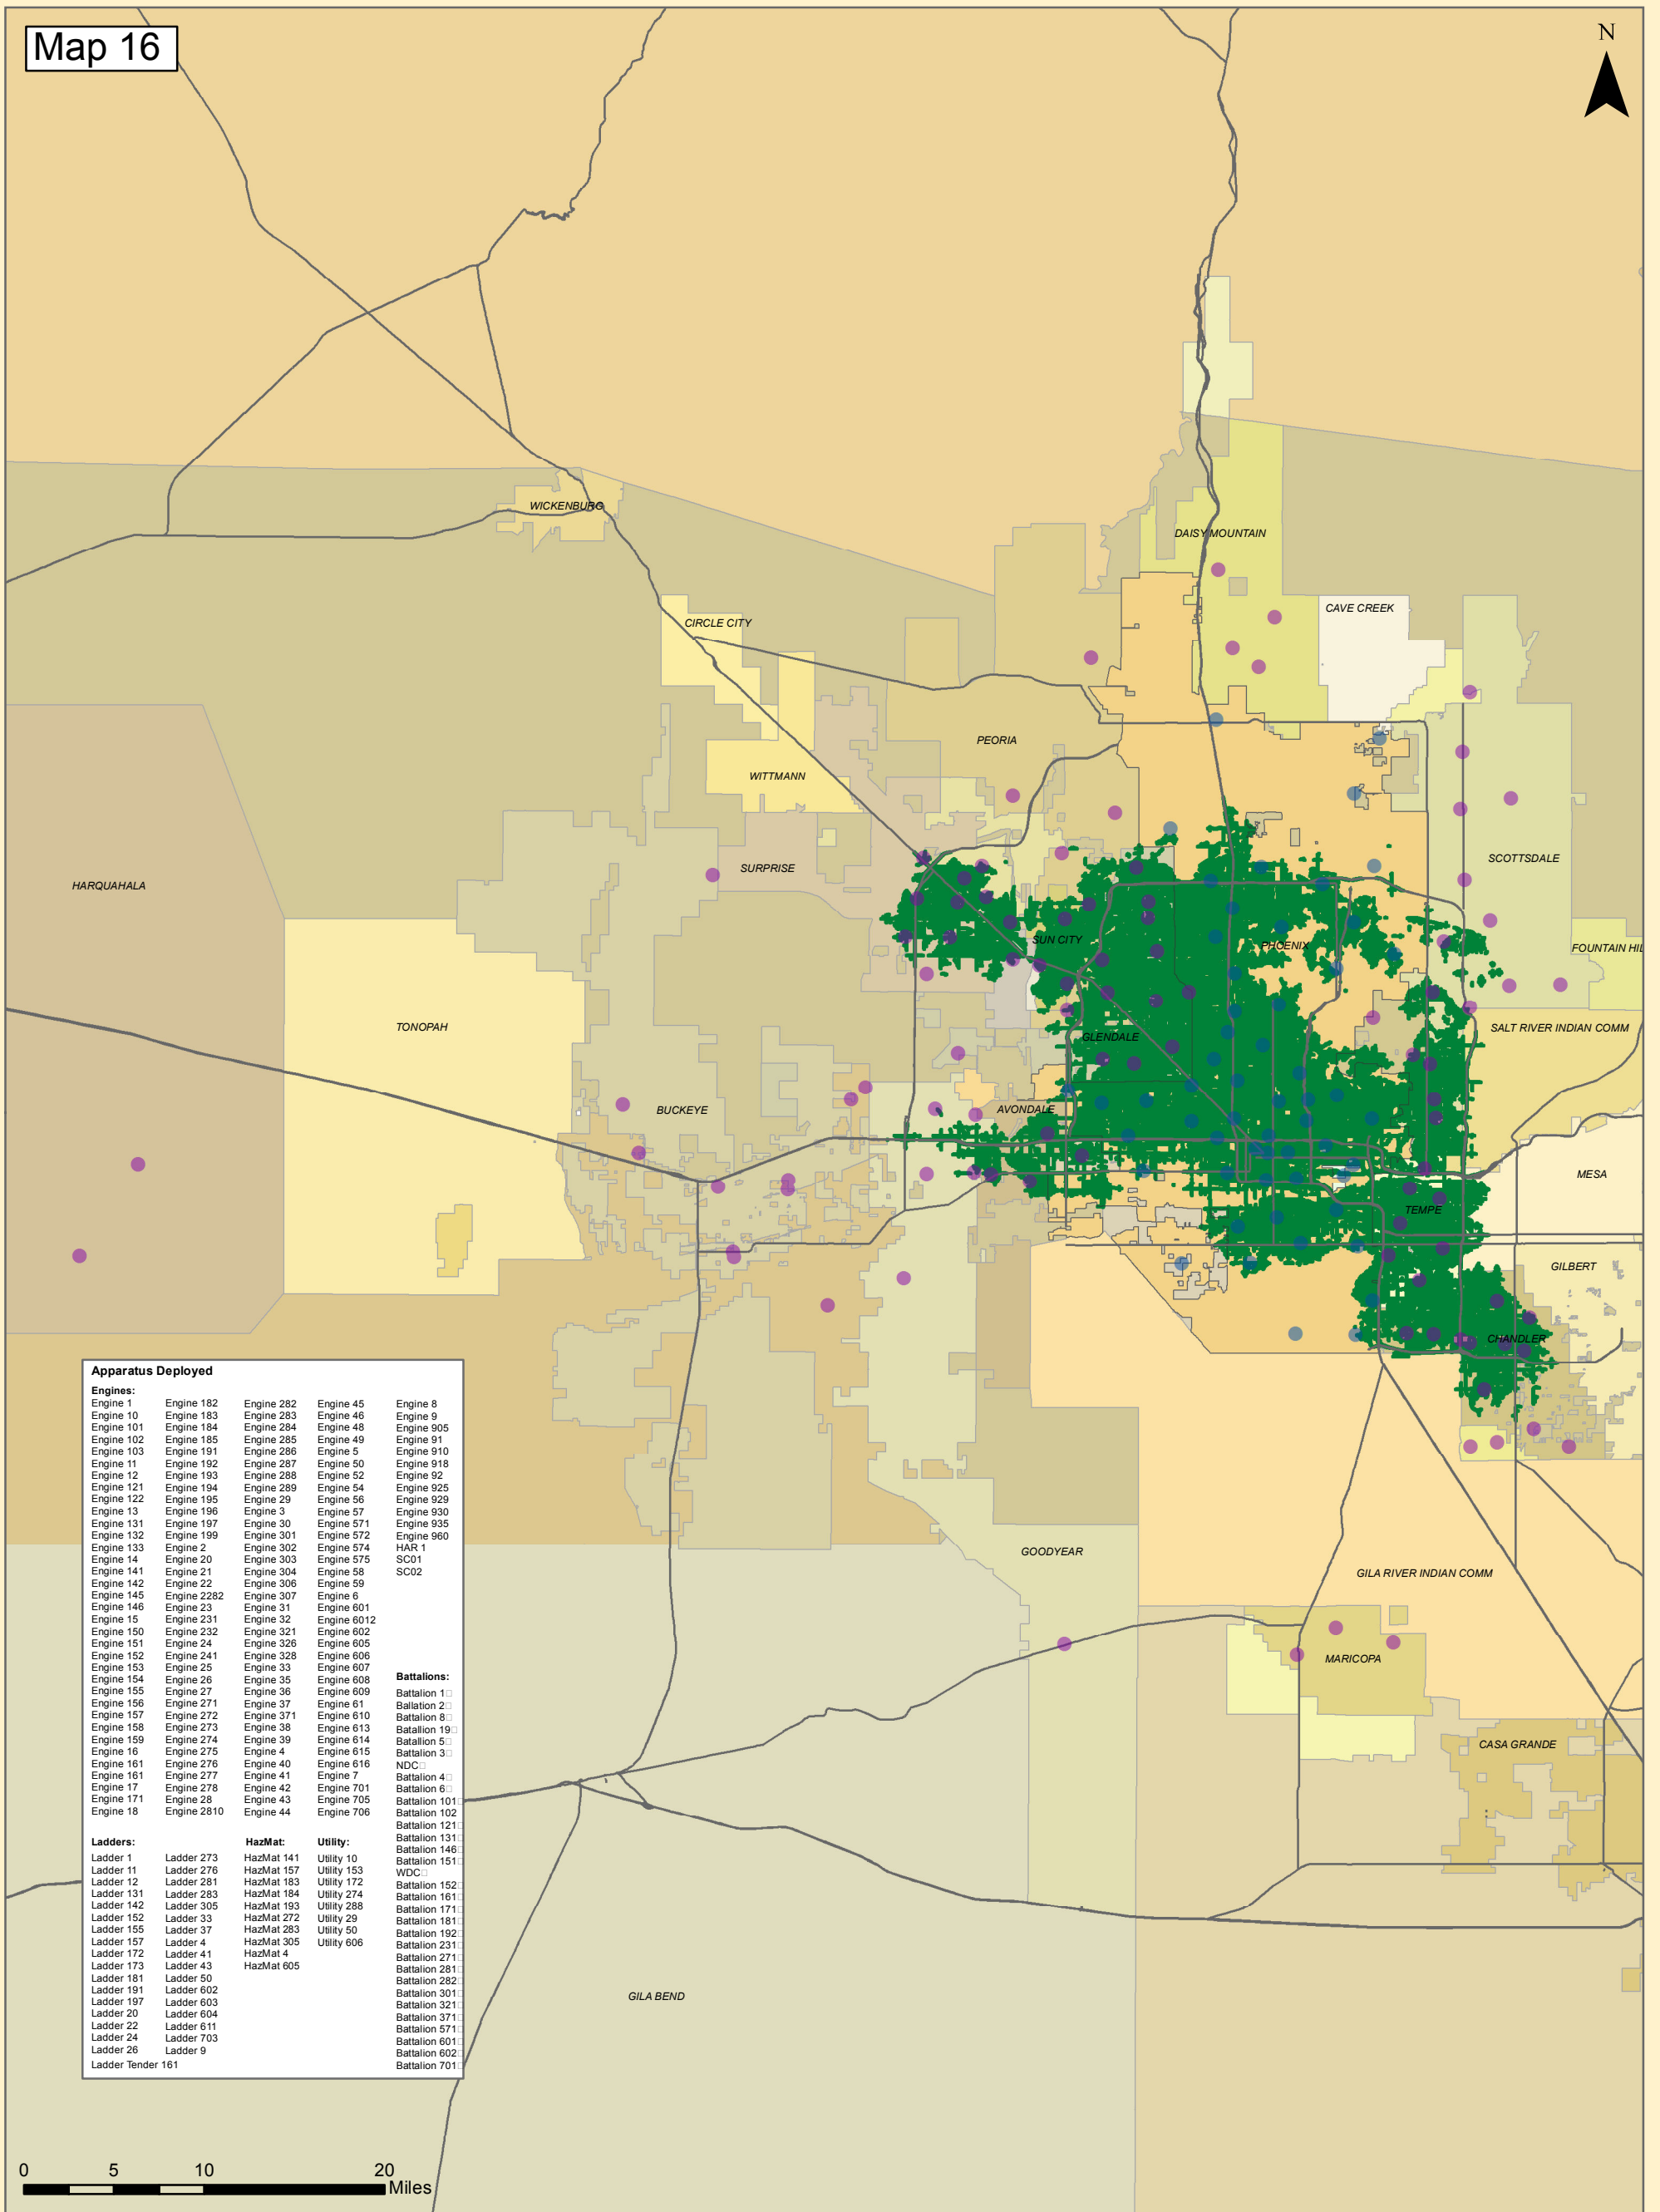 Map 16
N
WICKENBURG
DAISY MOUNTAIN
CIRCLE CITY
CAVE CREEK
PEORIA
WITTMANN
SURPRISE
SCOTTSDALE
HARQUAHALA
SUN CITY
PHOENIX
FOUNTAIN HIL
TONOPAH
SALT RIVER INDIAN COMM
GLENDALE
BUCKEYE
AVONDALE
MESA
TEMPE
GILBERT
CHANDLER
GOODYEAR
GILA RIVER INDIAN COMM
MARICOPA
CASA GRANDE
GILA BEND
Apparatus Deployed
Engines:
Engine 1
Engine 10
Engine 101
Engine 102
Engine 103
Engine 11
Engine 12
Engine 121
Engine 122
Engine 13
Engine 131
Engine 132
Engine 133
Engine 14
Engine 141
Engine 142
Engine 145
Engine 146
Engine 15
Engine 150
Engine 151
Engine 152
Engine 153
Engine 154
Engine 155
Engine 156
Engine 157
Engine 158
Engine 159
Engine 16
Engine 161
Engine 161
Engine 17
Engine 171
Engine 18
Engine 182
Engine 183
Engine 184
Engine 185
Engine 191
Engine 192
Engine 193
Engine 194
Engine 195
Engine 196
Engine 197
Engine 199
Engine 2
Engine 20
Engine 21
Engine 22
Engine 2282
Engine 23
Engine 231
Engine 232
Engine 24
Engine 241
Engine 25
Engine 26
Engine 27
Engine 271
Engine 272
Engine 273
Engine 274
Engine 275
Engine 276
Engine 277
Engine 278
Engine 28
Engine 2810
Engine 282
Engine 283
Engine 284
Engine 285
Engine 286
Engine 287
Engine 288
Engine 289
Engine 29
Engine 3
Engine 30
Engine 301
Engine 302
Engine 303
Engine 304
Engine 306
Engine 307
Engine 31
Engine 32
Engine 321
Engine 326
Engine 328
Engine 33
Engine 35
Engine 36
Engine 37
Engine 371
Engine 38
Engine 39
Engine 4
Engine 40
Engine 41
Engine 42
Engine 43
Engine 44
Engine 45
Engine 46
Engine 48
Engine 49
Engine 5
Engine 50
Engine 52
Engine 54
Engine 56
Engine 57
Engine 571
Engine 572
Engine 574
Engine 575
Engine 58
Engine 59
Engine 6
Engine 601
Engine 6012
Engine 602
Engine 605
Engine 606
Engine 607
Engine 608
Engine 609
Engine 61
Engine 610
Engine 613
Engine 614
Engine 615
Engine 616
Engine 7
Engine 701
Engine 705
Engine 706
Engine 8
Engine 9
Engine 905
Engine 91
Engine 910
Engine 918
Engine 92
Engine 925
Engine 929
Engine 930
Engine 935
Engine 960
HAR 1
SC01
SC02
Battalions:
Battalion 1
Ballation 2
Battalion 8
Batallion 19
Batallion 5
Battalion 3
NDC
Battalion 4
Battalion 6
Battalion 101
Battalion 102
Battalion 121
Battalion 131
Battalion 146
Battalion 151
WDC
Battalion 152
Battalion 161
Battalion 171
Battalion 181
Battalion 192
Battalion 231
Battalion 271
Battalion 281
Battalion 282
Battalion 301
Battalion 321
Battalion 371
Battalion 571
Battalion 601
Battalion 602
Battalion 701
Ladders:
Ladder 1
Ladder 11
Ladder 12
Ladder 131
Ladder 142
Ladder 152
Ladder 155
Ladder 157
Ladder 172
Ladder 173
Ladder 181
Ladder 191
Ladder 197
Ladder 20
Ladder 22
Ladder 24
Ladder 26
Ladder Tender 161
Ladder 273
Ladder 276
Ladder 281
Ladder 283
Ladder 305
Ladder 33
Ladder 37
Ladder 4
Ladder 41
Ladder 43
Ladder 50
Ladder 602
Ladder 603
Ladder 604
Ladder 611
Ladder 703
Ladder 9
HazMat:
HazMat 141
HazMat 157
HazMat 183
HazMat 184
HazMat 193
HazMat 272
HazMat 283
HazMat 305
HazMat 4
HazMat 605
Utility:
Utility 10
Utility 153
Utility 172
Utility 274
Utility 288
Utility 29
Utility 50
Utility 606
0 5 10 20
Miles